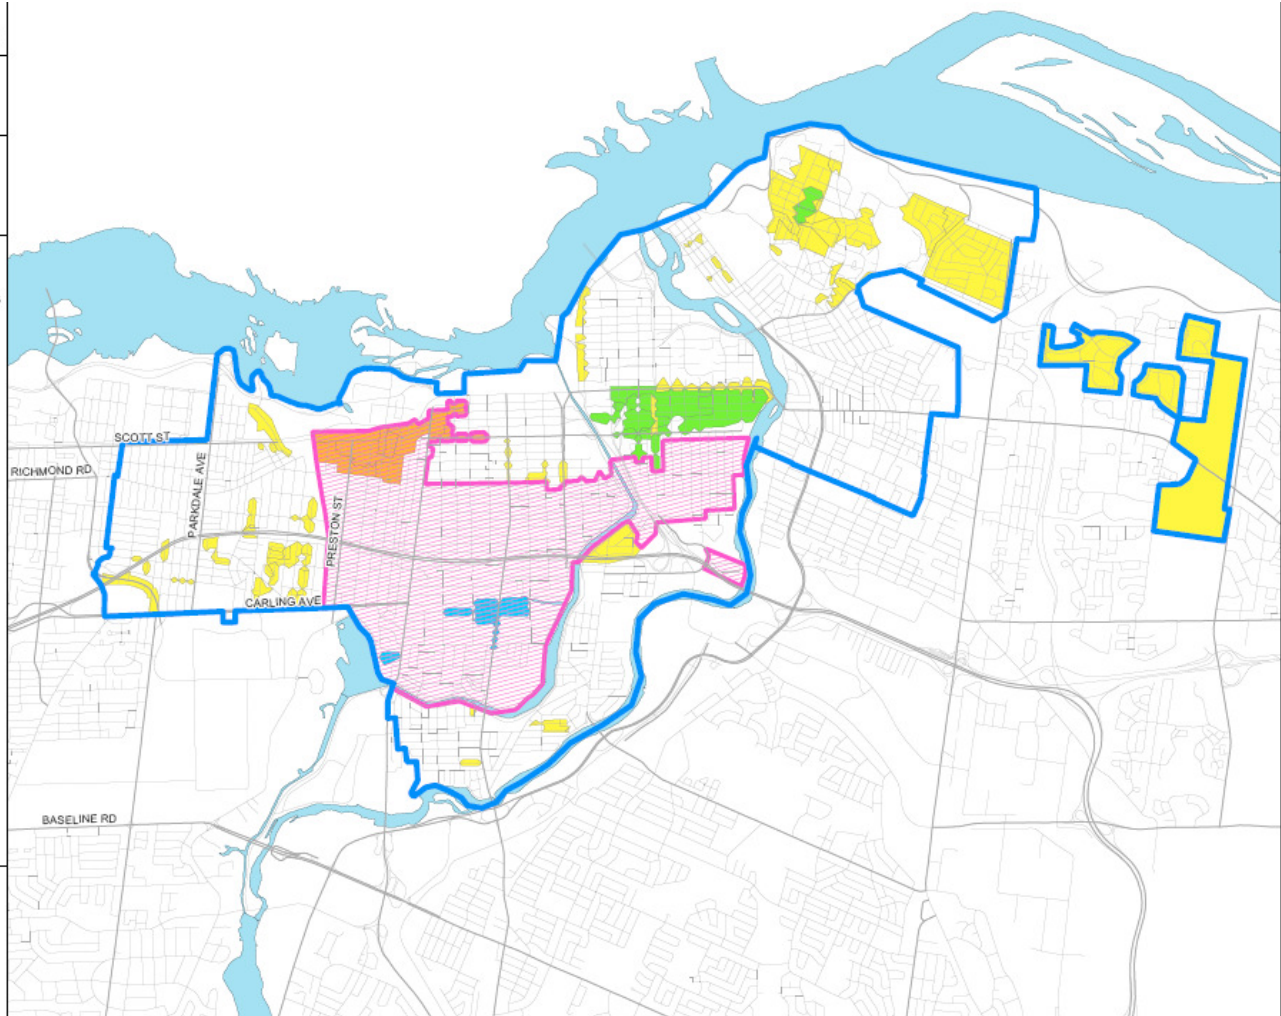 SCOTT ST
RICHMOND RD
PARKDALE AVE
PRESTON ST
CARLING AVE
BASELINE RD